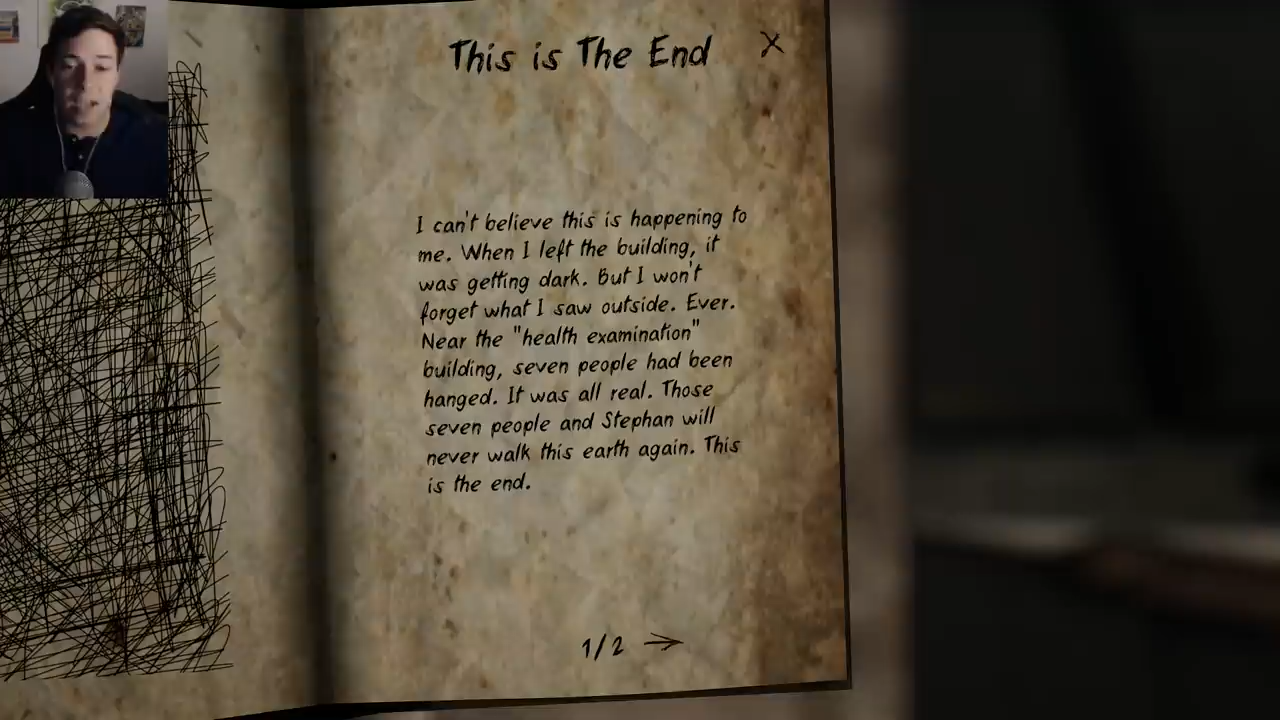 This is The End
X
I can't believe this is happening to
me. When I left the building, it
was getting dark. But I won't
forget what I saw outside. Ever.
Near the "health examination"
building, seven people had been
hanged. It was all real. Those
seven people and Stephan will
never walk this earth again. This
is the end.
1/2 →